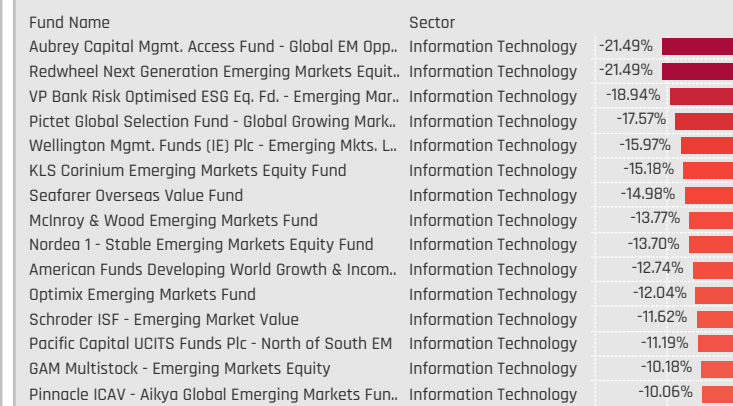 Fund Name Sector
Aubrey Capital Mgmt. Access Fund - Global EM Opp.. Information Technology -21.49%
Redwheel Next Generation Emerging Markets Equit.. Information Technology -21.49%
VP Bank Risk Optimised ESG Eq. Fd. - Emerging Mar.. Information Technology -18.94%
Pictet Global Selection Fund - Global Growing Mark.. Information Technology -17.57%
Wellington Mgmt. Funds (IE) Plc - Emerging Mkts. L.. Information Technology -15.97%
KLS Corinium Emerging Markets Equity Fund Information Technology -15.18%
Seafarer Overseas Value Fund Information Technology -14.98%
McInroy & Wood Emerging Markets Fund Information Technology -13.77%
Nordea 1 - Stable Emerging Markets Equity Fund Information Technology -13.70%
American Funds Developing World Growth & Incom.. Information Technology -12.74%
Optimix Emerging Markets Fund Information Technology -12.04%
Schroder ISF - Emerging Market Value Information Technology -11.62%
Pacific Capital UCITS Funds Plc - North of South EM Information Technology -11.19%
GAM Multistock - Emerging Markets Equity Information Technology -10.18%
Pinnacle ICAV - Aikya Global Emerging Markets Fun.. Information Technology -10.06%